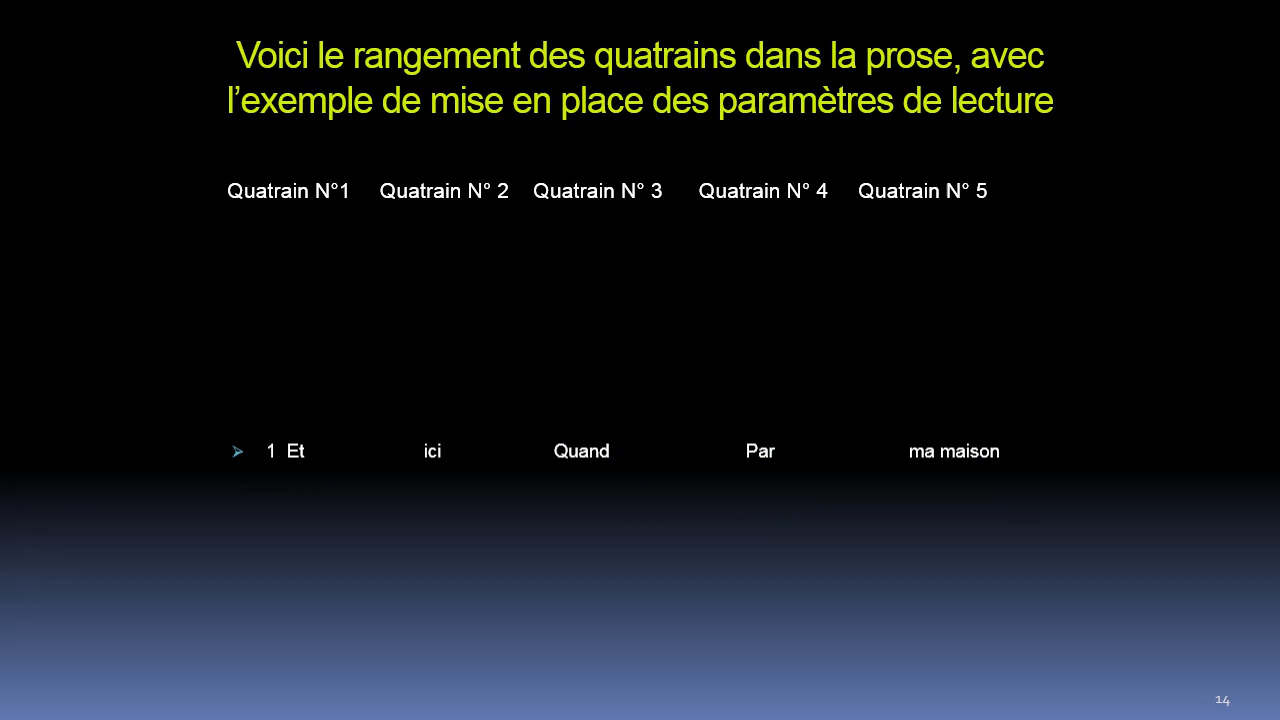 Voici le rangement des quatrains dans la prose, avec
l’exemple de mise en place des paramètres de lecture
Quatrain N°1 Quatrain N° 2 Quatrain N° 3 Quatrain N° 4 Quatrain N° 5
➢ 1 Et ici Quand Par ma maison
14